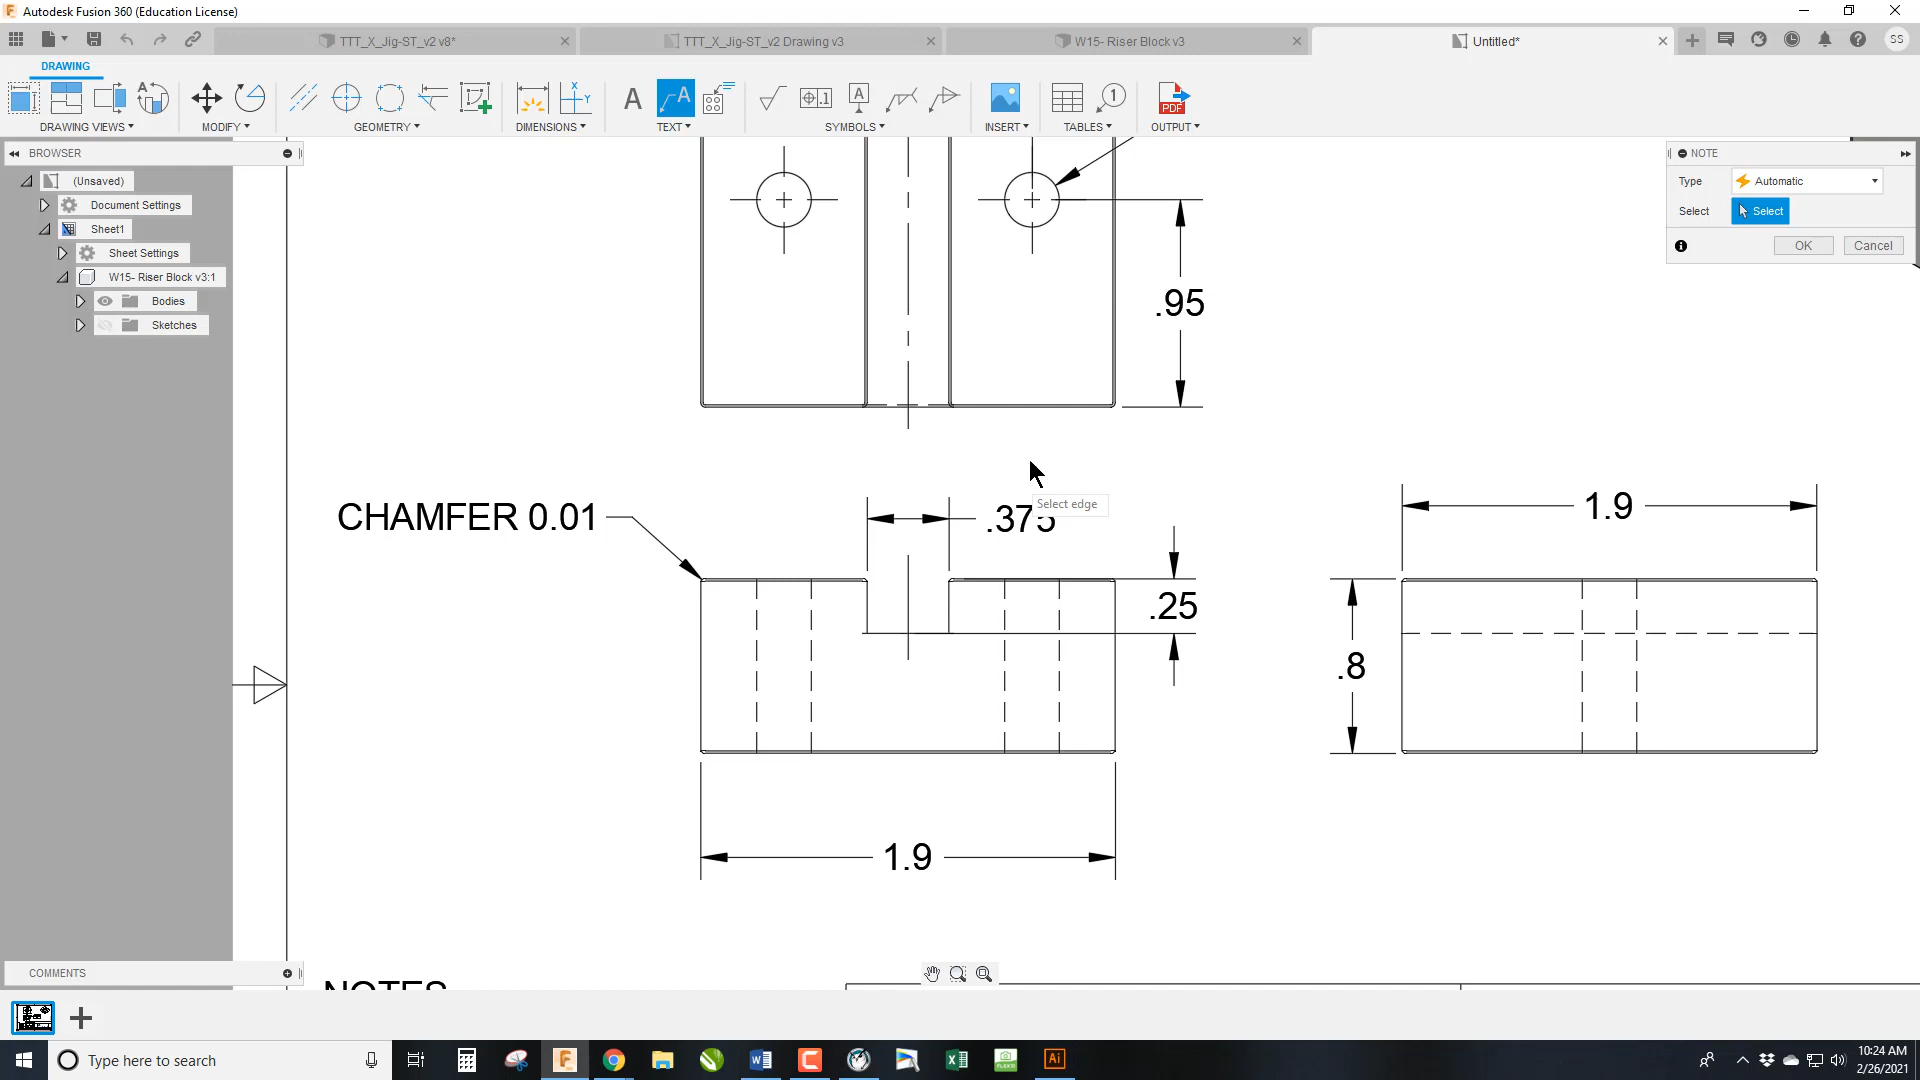 Autodesk Fusion 360 (Education License)
TTT_X_Jig-ST_v2 v8*
TTT_X_Jig-ST_v2 Drawing v3
W15- Riser Block v3
Untitled*
SS
DRAWING
DRAWING VIEWS
MODIFY
GEOMETRY
DIMENSIONS
TEXT
SYMBOLS
INSERT
TABLES
OUTPUT
BROWSER
(Unsaved)
Document Settings
Sheet1
Sheet Settings
W15- Riser Block v3:1
Bodies
Sketches
NOTE
Type Automatic
Select Select
OK Cancel
.95
CHAMFER 0.01
.375
Select edge
.25
1.9
.8
1.9
NOTES
COMMENTS
Type here to search
10:24 AM
2/26/2021